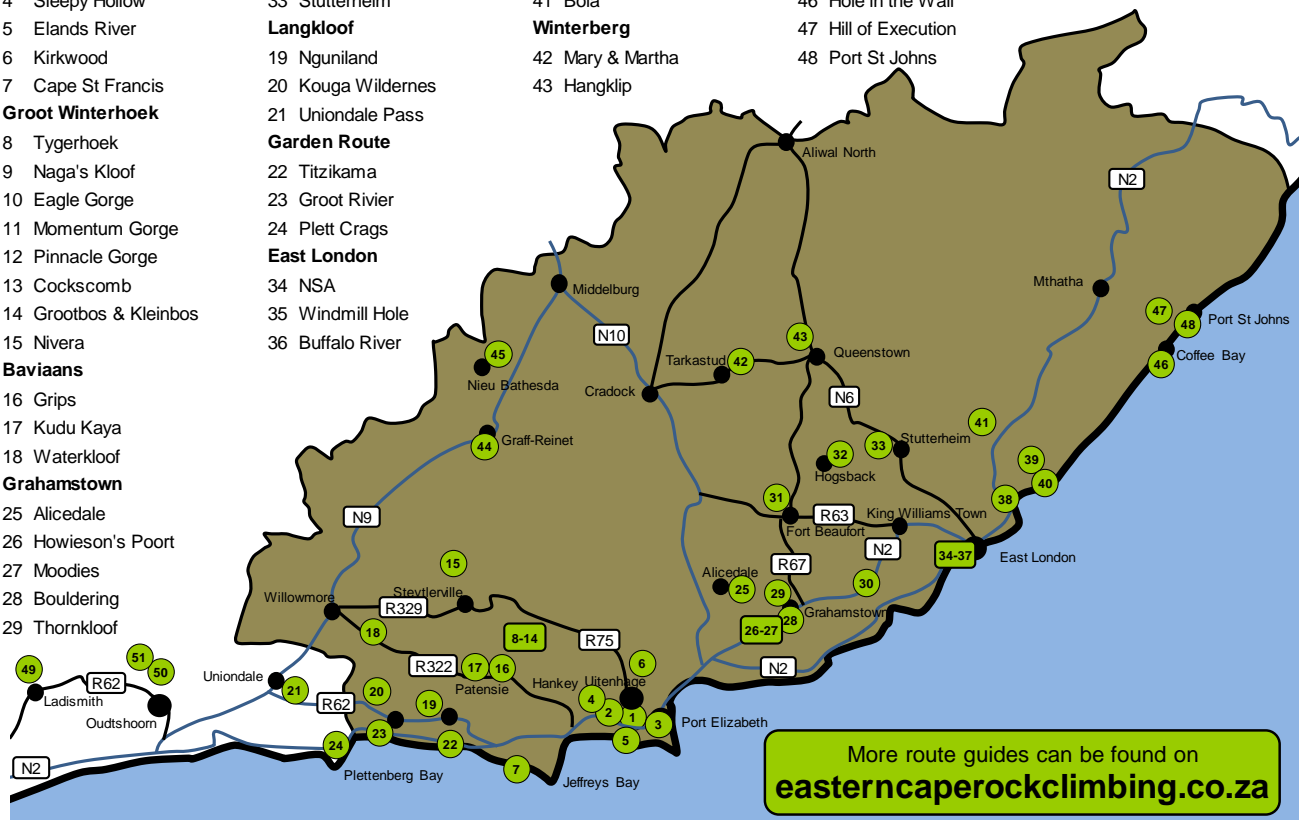 4 Sleepy Hollow
5 Elands River
6 Kirkwood
7 Cape St Francis
Groot Winterhoek
8 Tygerhoek
9 Naga's Kloof
10 Eagle Gorge
11 Momentum Gorge
12 Pinnacle Gorge
13 Cockscomb
14 Grootbos & Kleinbos
15 Nivera
Baviaans
16 Grips
17 Kudu Kaya
18 Waterkloof
Grahamstown
25 Alicedale
26 Howieson's Poort
27 Moodies
28 Bouldering
29 Thornkloof
33 Stutterheim
Langkloof
19 Nguniland
20 Kouga Wildernes
21 Uniondale Pass
Garden Route
22 Titzikama
23 Groot Rivier
24 Plett Crags
East London
34 NSA
35 Windmill Hole
36 Buffalo River
41 Bola
Winterberg
42 Mary & Martha
43 Hangklip
46 Hole in the Wall
47 Hill of Execution
48 Port St Johns
Aliwal North
N2
Mthatha
Middelburg
47
48
Port St Johns
N10
43
45
Tarkastud
42
Queenstown
Coffee Bay
46
Nieu Bathesda
Cradock
N6
41
44
Graff-Reinet
33
Stutterheim
32
Hogsback
39
40
38
31
N9
R63
King Williams Town
Fort Beaufort
N2
34-37
East London
15
R67
Alicedale
25
29
30
Willowmore
Steytlerville
R329
Grahamstown
28
26-27
18
8-14
R75
51
50
49
R62
Ladismith
Oudtshoorn
Uniondale
21
R322
17
16
Patensie
6
N2
Hankey
Uitenhage
20
R62
19
4
2
1
3
Port Elizabeth
23
22
24
5
Plettenberg Bay
7
Jeffreys Bay
N2
More route guides can be found on
easterncaperockclimbing.co.za